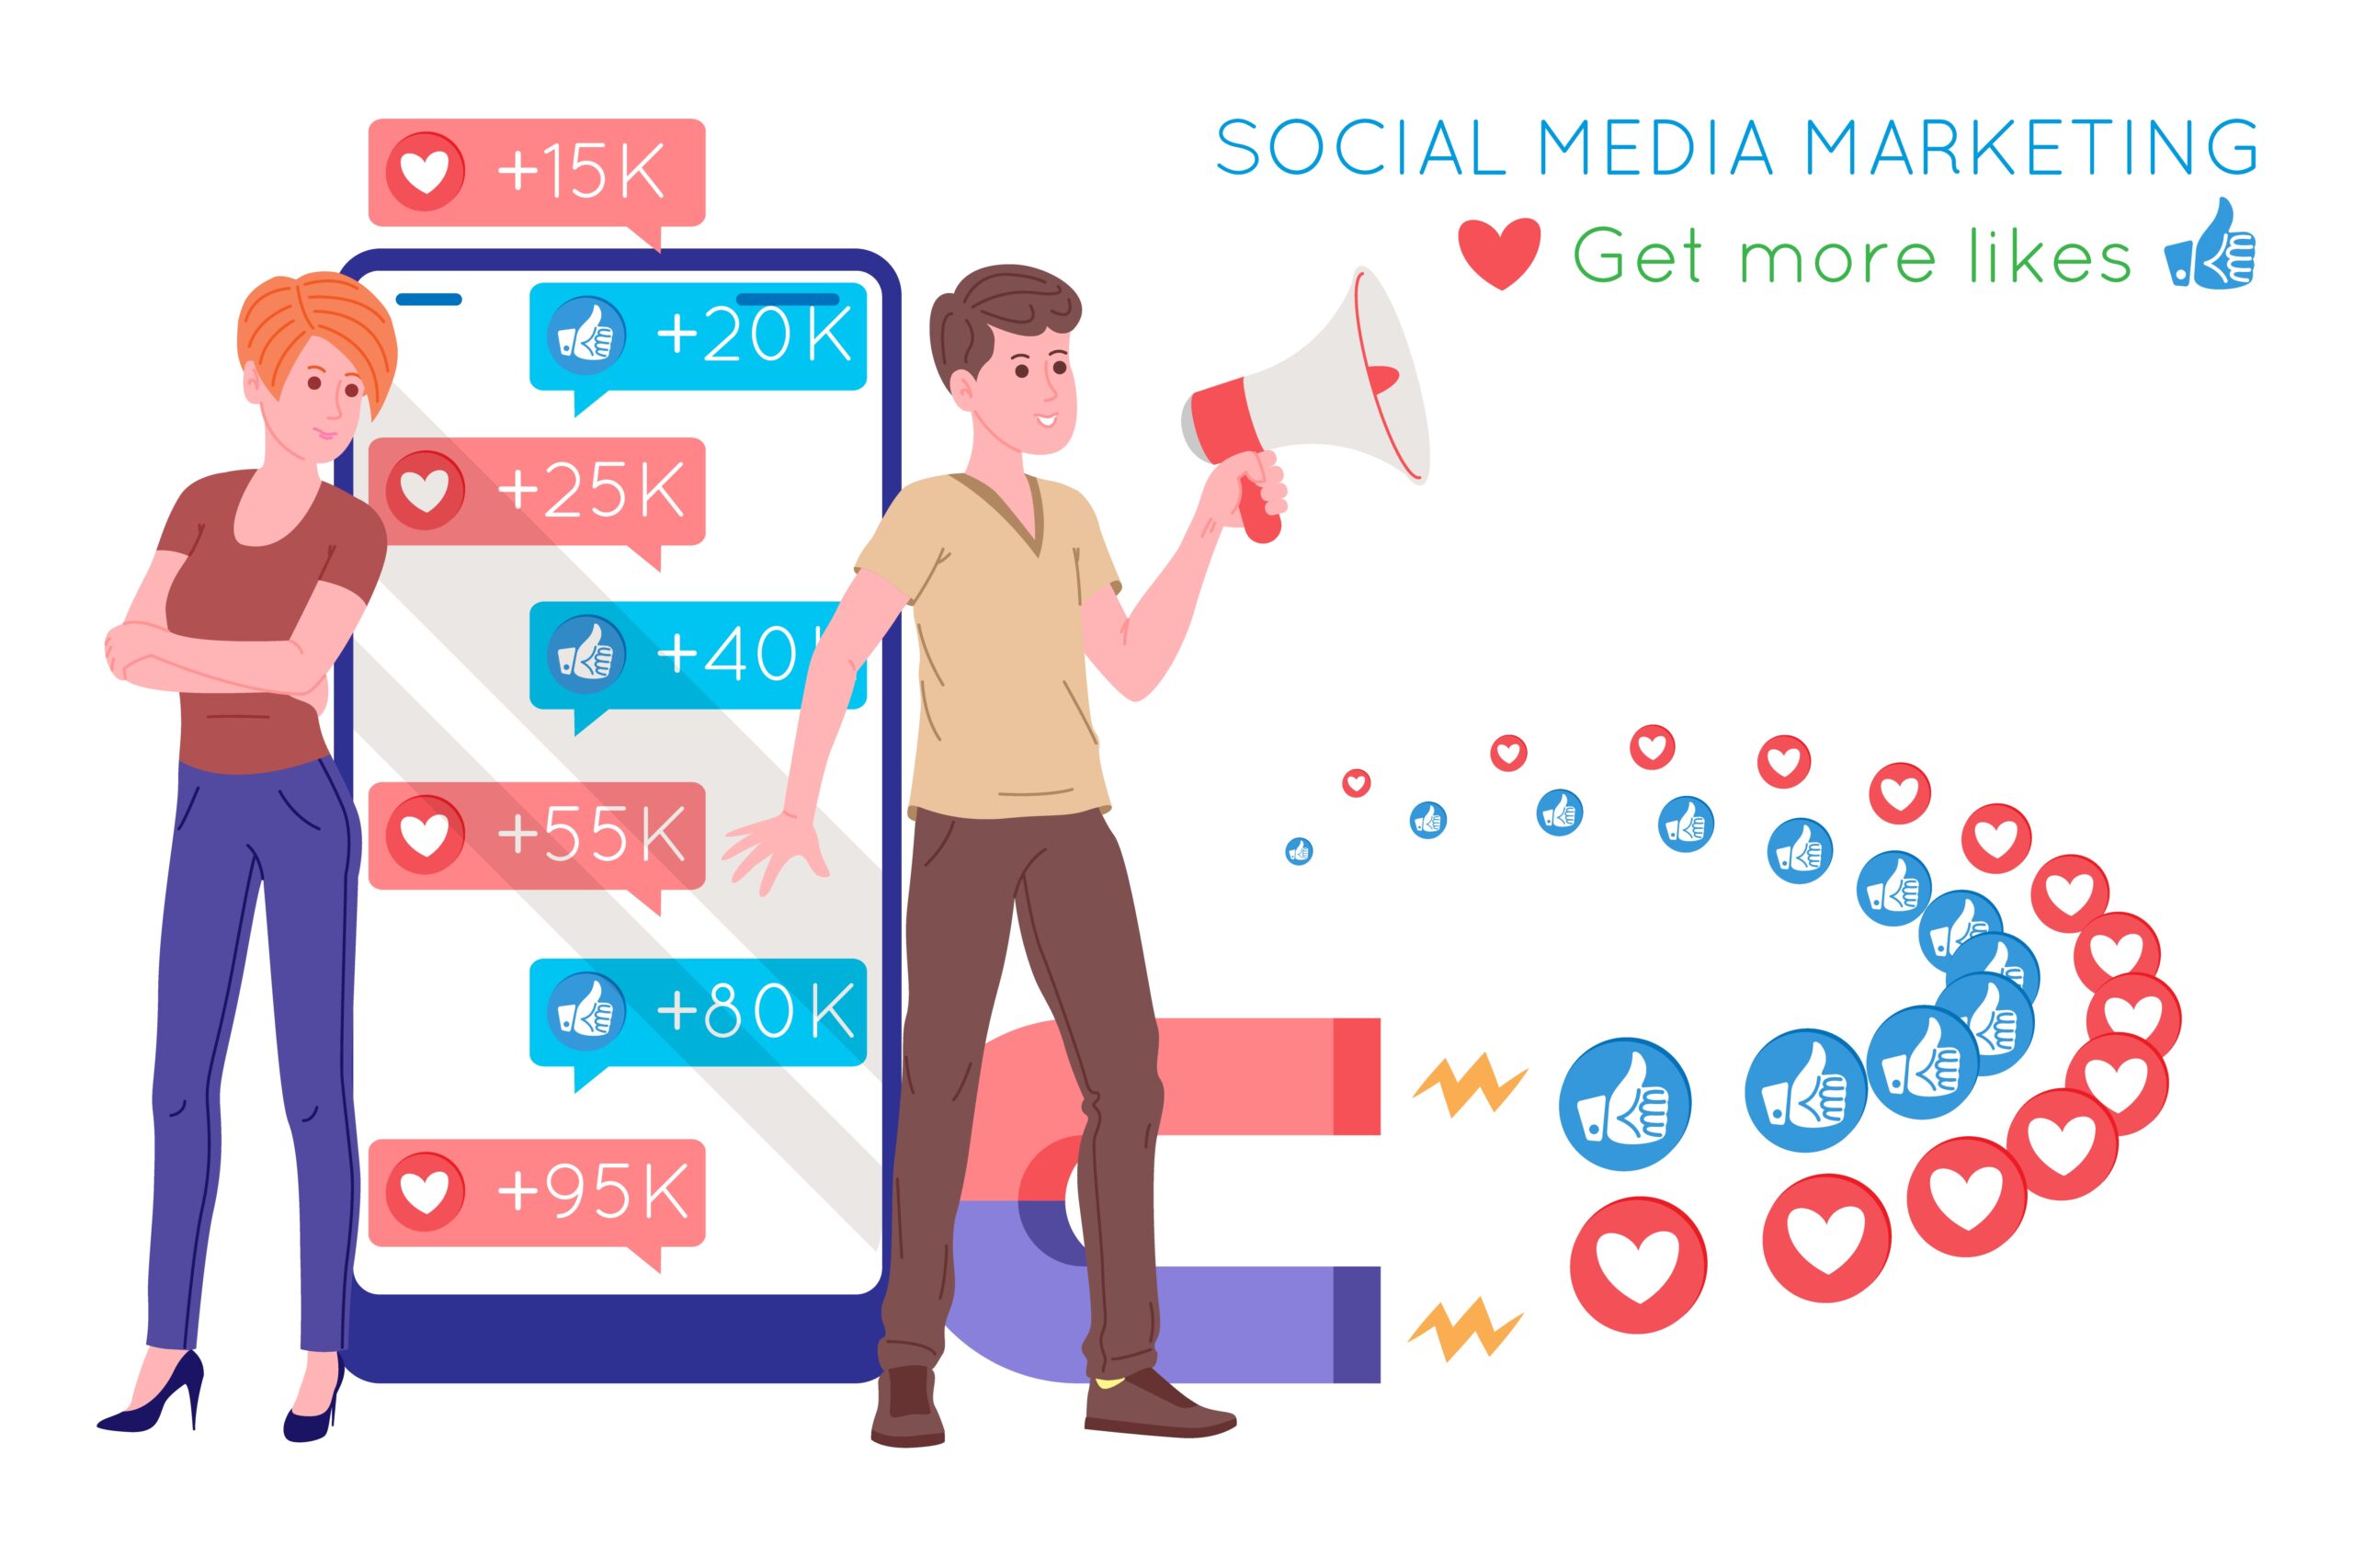 +15K
SOCIAL MEDIA MARKETING
Get more likes
+20K
+25K
+40
+55K
+80K
+95K